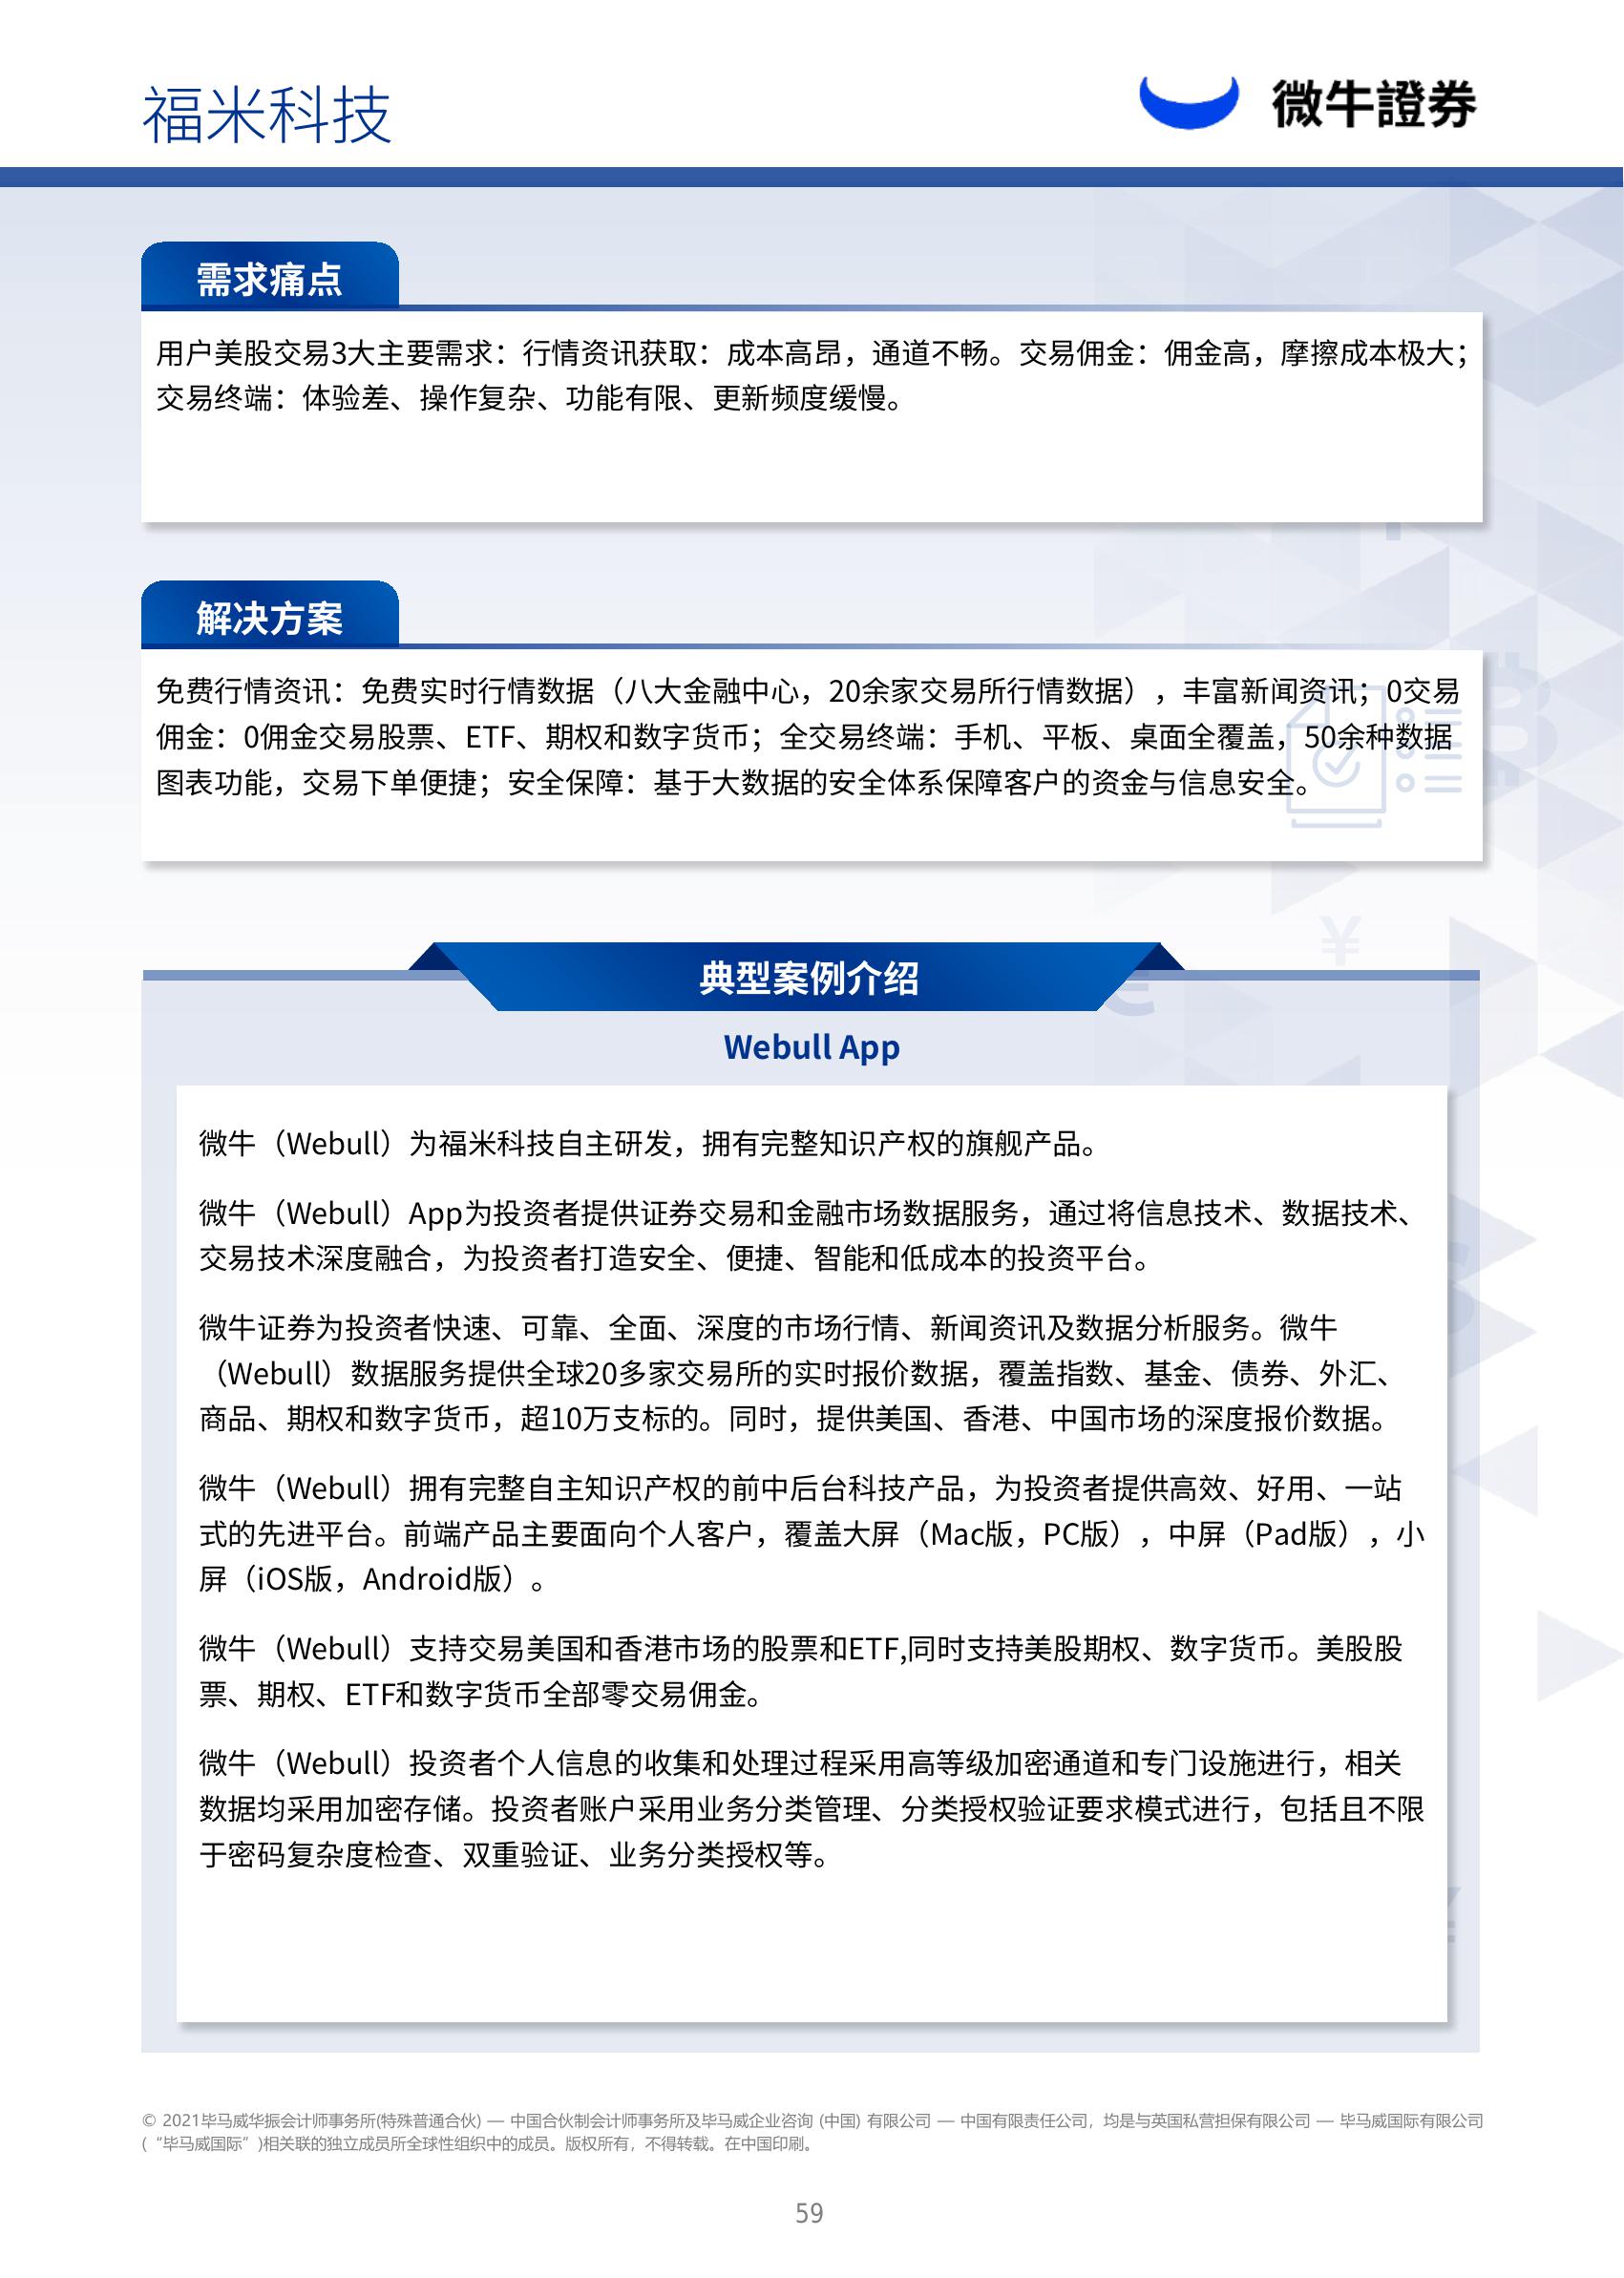 福米科技
微牛證券
需求痛点
用户美股交易3大主要需求：行情资讯获取：成本高昂，通道不畅。交易佣金：佣金高，摩擦成本极大；
交易终端：体验差、操作复杂、功能有限、更新频度缓慢。
解决方案
免费行情资讯：免费实时行情数据（八大金融中心，20余家交易所行情数据），丰富新闻资讯；0交易
佣金：0佣金交易股票、ETF、期权和数字货币；全交易终端：手机、平板、桌面全覆盖，50余种数据
图表功能，交易下单便捷；安全保障：基于大数据的安全体系保障客户的资金与信息安全。
典型案例介绍
Webull App
微牛（Webull）为福米科技自主研发，拥有完整知识产权的旗舰产品。
微牛（Webull）App为投资者提供证券交易和金融市场数据服务，通过将信息技术、数据技术、
交易技术深度融合，为投资者打造安全、便捷、智能和低成本的投资平台。
微牛证券为投资者快速、可靠、全面、深度的市场行情、新闻资讯及数据分析服务。微牛
（Webull）数据服务提供全球20多家交易所的实时报价数据，覆盖指数、基金、债券、外汇、
商品、期权和数字货币，超10万支标的。同时，提供美国、香港、中国市场的深度报价数据。
微牛（Webull）拥有完整自主知识产权的前中后台科技产品，为投资者提供高效、好用、一站
式的先进平台。前端产品主要面向个人客户，覆盖大屏（Mac版，PC版），中屏（Pad版），小
屏（iOS版，Android版）。
微牛（Webull）支持交易美国和香港市场的股票和ETF,同时支持美股期权、数字货币。美股股
票、期权、ETF和数字货币全部零交易佣金。
微牛（Webull）投资者个人信息的收集和处理过程采用高等级加密通道和专门设施进行，相关
数据均采用加密存储。投资者账户采用业务分类管理、分类授权验证要求模式进行，包括且不限
于密码复杂度检查、双重验证、业务分类授权等。
© 2021毕马威华振会计师事务所(特殊普通合伙) — 中国合伙制会计师事务所及毕马威企业咨询 (中国) 有限公司 — 中国有限责任公司，均是与英国私营担保有限公司 — 毕马威国际有限公司
(“毕马威国际”)相关联的独立成员所全球性组织中的成员。版权所有，不得转载。在中国印刷。
59